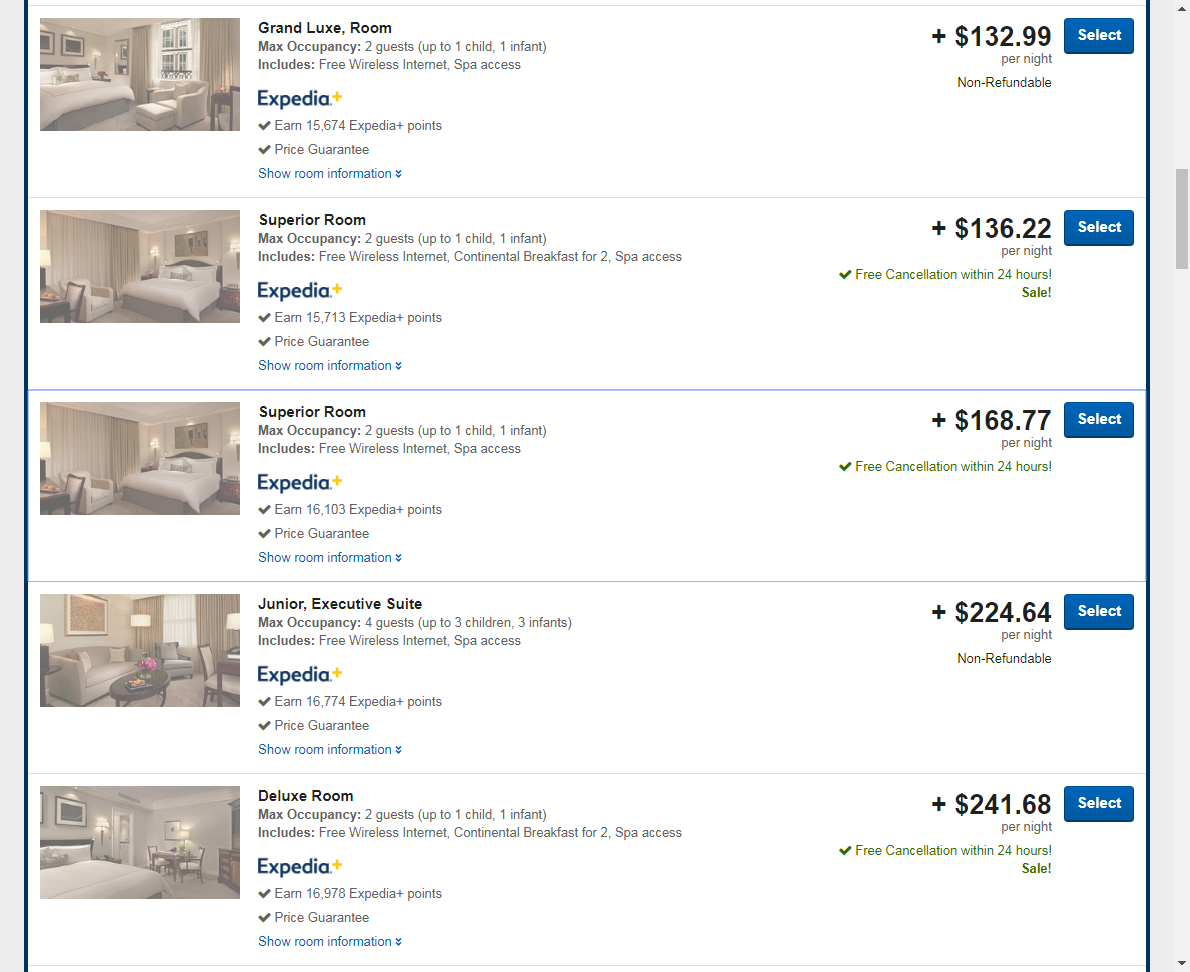 Grand Luxe, Room
Max Occupancy: 2 guests (up to 1 child, 1 infant)
Includes: Free Wireless Internet, Spa access
Expedia+
Earn 15,674 Expedia+ points
Price Guarantee
Show room information
+ $132.99
per night
Non-Refundable
Select
Superior Room
Max Occupancy: 2 guests (up to 1 child, 1 infant)
Includes: Free Wireless Internet, Continental Breakfast for 2, Spa access
Expedia+
Earn 15,713 Expedia+ points
Price Guarantee
Show room information
+ $136.22
per night
Free Cancellation within 24 hours!
Sale!
Select
Superior Room
Max Occupancy: 2 guests (up to 1 child, 1 infant)
Includes: Free Wireless Internet, Spa access
Expedia+
Earn 16,103 Expedia+ points
Price Guarantee
Show room information
+ $168.77
per night
Free Cancellation within 24 hours!
Select
Junior, Executive Suite
Max Occupancy: 4 guests (up to 3 children, 3 infants)
Includes: Free Wireless Internet, Spa access
Expedia+
Earn 16,774 Expedia+ points
Price Guarantee
Show room information
+ $224.64
per night
Non-Refundable
Select
Deluxe Room
Max Occupancy: 2 guests (up to 1 child, 1 infant)
Includes: Free Wireless Internet, Continental Breakfast for 2, Spa access
Expedia+
Earn 16,978 Expedia+ points
Price Guarantee
Show room information
+ $241.68
per night
Free Cancellation within 24 hours!
Sale!
Select